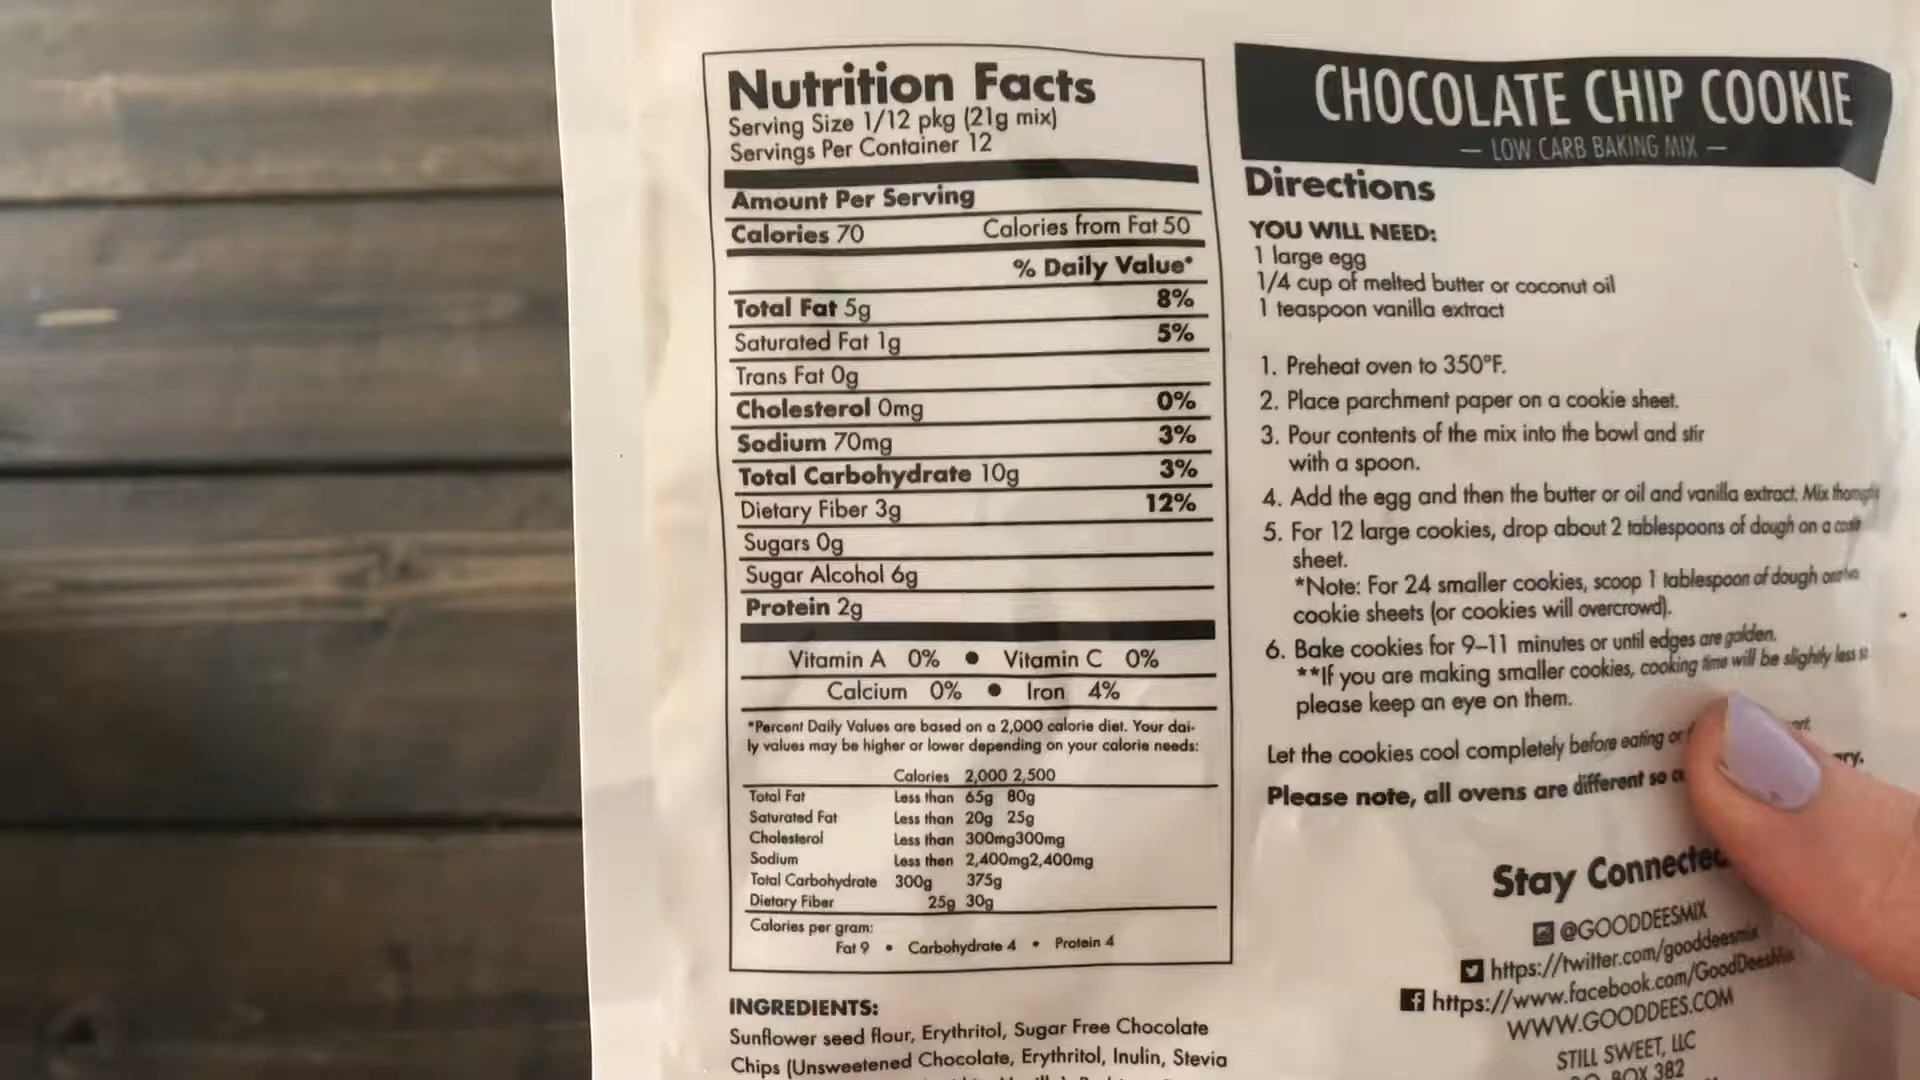 Nutrition Facts
Serving Size 1/12 pkg (21g mix)
Servings Per Container 12
Amount Per Serving
Calories 70 Calories from Fat 50
% Daily Value*
Total Fat 5g 8%
Saturated Fat 1g 5%
Trans Fat 0g
Cholesterol 0mg 0%
Sodium 70mg 3%
Total Carbohydrate 10g 3%
Dietary Fiber 3g 12%
Sugars 0g
Sugar Alcohol 6g
Protein 2g
Vitamin A 0% • Vitamin C 0%
Calcium 0% • Iron 4%
*Percent Daily Values are based on a 2,000 calorie diet. Your dai-
ly values may be higher or lower depending on your calorie needs:
Calories 2,000 2,500
Total Fat Less than 65g 80g
Saturated Fat Less than 20g 25g
Cholesterol Less than 300mg300mg
Sodium Less then 2,400mg2,400mg
Total Carbohydrate 300g 375g
Dietary Fiber 25g 30g
Calories per gram:
Fat 9 • Carbohydrate 4 • Protein 4
INGREDIENTS:
Sunflower seed flour, Erythritol, Sugar Free Chocolate
Chips (Unsweetened Chocolate, Erythritol, Inulin, Stevia
CHOCOLATE CHIP COOKIE
— LOW CARB BAKING MIX —
Directions
YOU WILL NEED:
1 large egg
1/4 cup of melted butter or coconut oil
1 teaspoon vanilla extract
1. Preheat oven to 350°F.
2. Place parchment paper on a cookie sheet.
3. Pour contents of the mix into the bowl and stir
with a spoon.
4. Add the egg and then the butter or oil and vanilla extract. Mix
5. For 12 large cookies, drop about 2 tablespoons of dough on a
sheet.
*Note: For 24 smaller cookies, scoop 1 tablespoon of dough
cookie sheets (or cookies will overcrowd).
6. Bake cookies for 9–11 minutes or until edges are golden.
**If you are making smaller cookies, cooking time will be slightly less
please keep an eye on them.
Let the cookies cool completely before eating or
Please note, all ovens are different so
Stay Connected
@GOODDEESMIX
https://twitter.com/gooddeesmix
https://www.facebook.com/GoodDeesMix
WWW.GOODDEES.COM
STILL SWEET, LLC
BOX 382